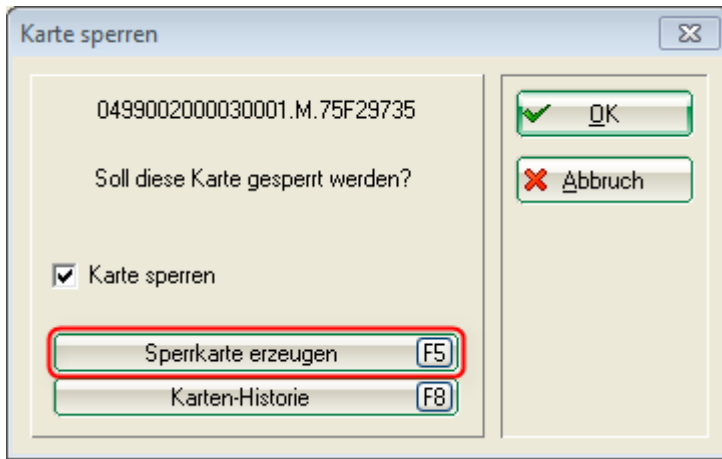 Karte sperren
0499002000030001.M.75F29735
Soll diese Karte gesperrt werden?
Karte sperren
Sperrkarte erzeugen F5
Karten-Historie F8
OK
Abbruch